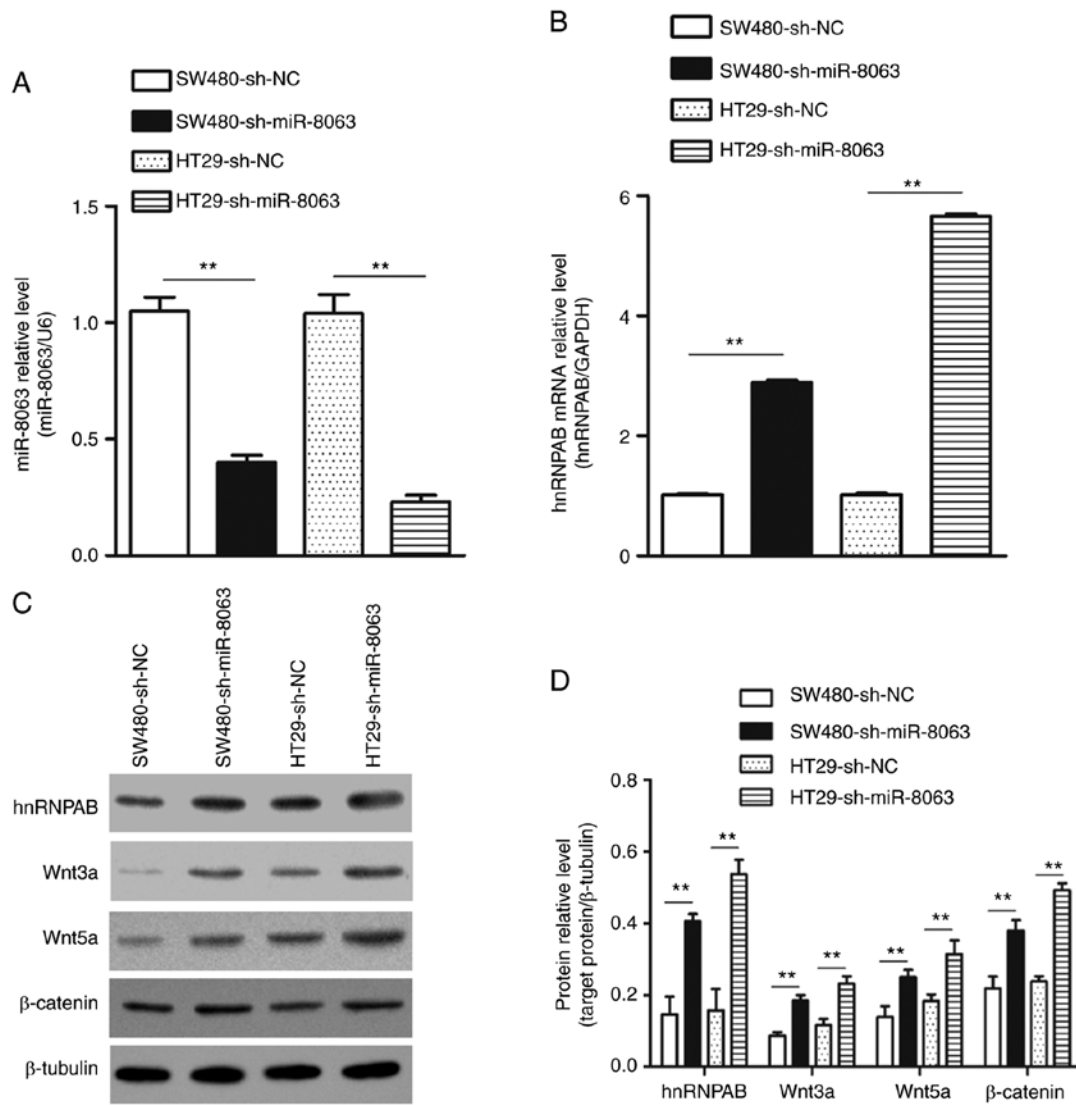 A
SW480-sh-NC
SW480-sh-miR-8063
HT29-sh-NC
HT29-sh-miR-8063
miR-8063 relative level
(miR-8063/U6)
1.5
1.0
0.5
0.0
**
**
B
SW480-sh-NC
SW480-sh-miR-8063
HT29-sh-NC
HT29-sh-miR-8063
hnRNPAB mRNA relative level
(hnRNPAB/GAPDH)
6
4
2
0
**
**
C
SW480-sh-NC
SW480-sh-miR-8063
HT29-sh-NC
HT29-sh-miR-8063
hnRNPAB
Wnt3a
Wnt5a
β-catenin
β-tubulin
D
SW480-sh-NC
SW480-sh-miR-8063
HT29-sh-NC
HT29-sh-miR-8063
Protein relative level
(target protein/β-tubulin)
0.8
0.6
0.4
0.2
0.0
**
**
**
**
**
**
**
**
hnRNPAB
Wnt3a
Wnt5a
β-catenin